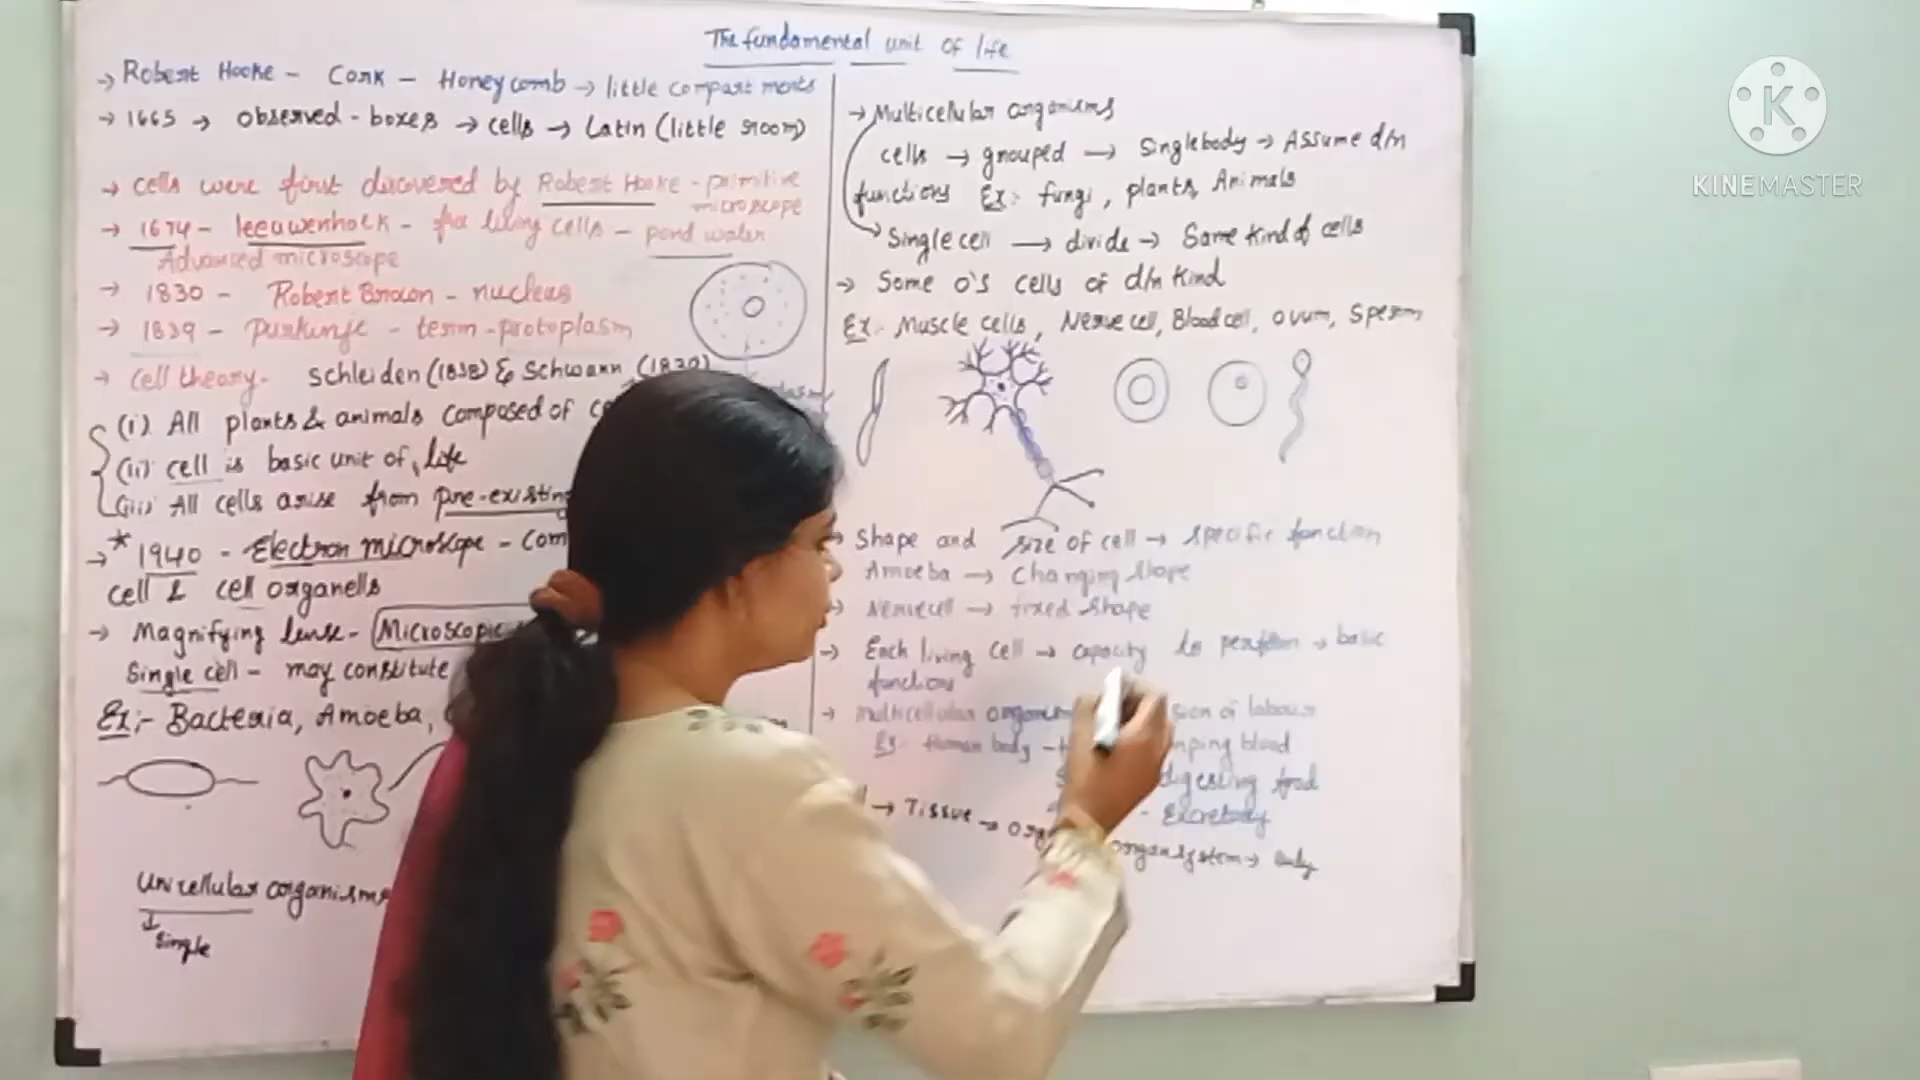 The fundamental unit of life
→ Robert Hooke - Cork - Honey comb → little compartments
→ 1665 → observed - boxes → cells → Latin (little room)
→ cells were first discovered by Robert Hooke - primitive microscope
→ 1674 - leeuwenhock - free living cells - pond water
Advanced microscope
→ 1830 - Robert Brown - nucleus
→ 1839 - Purkinje - term - protoplasm
→ cell theory - Schleiden (1838) & Schwann (1839)
(i) All plants & animals composed of
(ii) cell is basic unit of life
(iii) All cells arise from pre-existing
→ * 1940 - Electron microscope -
cell & cell organells
→ Magnifying lense - Microscopic
Single cell - may constitute
Ex:- Bacteria, Amoeba,
Unicellular organisms
↓
Single
→ Multicellular organisms
cells → grouped → Single body → Assume d/n
functions Ex:- fungi, plants, Animals
→ Single cell → divide → Same kind of cells
→ Some o's cells of d/n kind
Ex:- Muscle cells, Nerve cell, Blood cell, ovum, sperm
→ Shape and size of cell → specific function
Amoeba → Changing shape
→ Nerve cell → fixed shape
→ Each living cell → capacity to perform → basic
functions
→ Multicellular of labour
Ex- Human body - blood
digesting food
- Excretory
→ Tissue → organ system → body
K
KINEMASTER